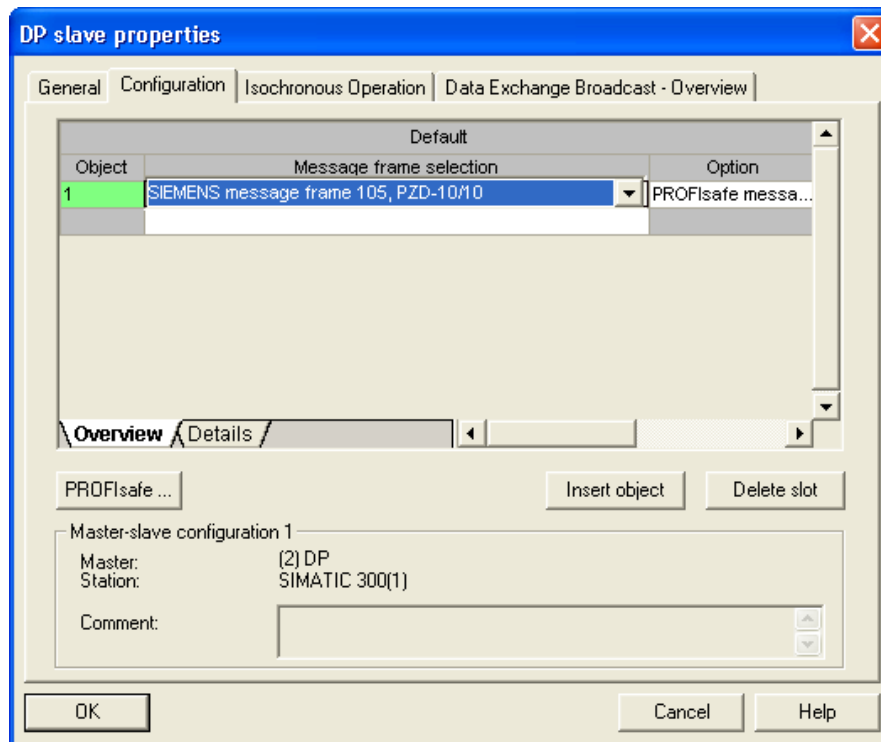 DP slave properties
General Configuration Isochronous Operation Data Exchange Broadcast - Overview
Default
Object Message frame selection Option
1 SIEMENS message frame 105, PZD-10/10 PROFIsafe messa...
Overview Details
PROFIsafe ... Insert object Delete slot
Master-slave configuration 1
Master: (2) DP
Station: SIMATIC 300(1)
Comment:
OK Cancel Help